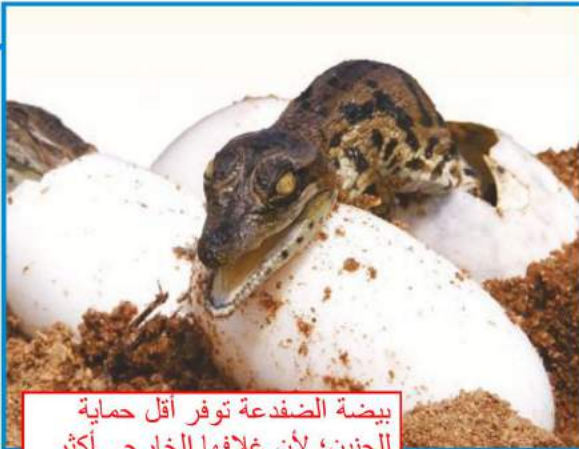 بيضة الضفدعة توفر أقل حماية
للجنين؛ لأن غلافها الخارجي أكثر